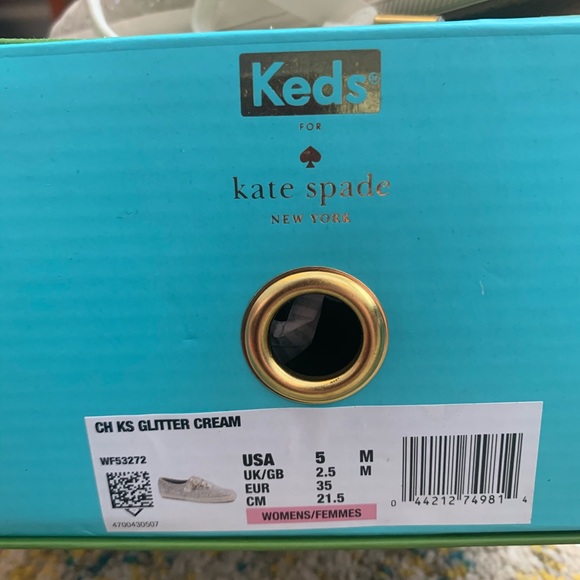 Keds
FOR
kate spade
NEW YORK
CH KS GLITTER CREAM
WF53272
4700430507
USA 5 M
UK/GB 2.5 M
EUR 35
CM 21.5
WOMENS/FEMMES
0 44212 74981 4